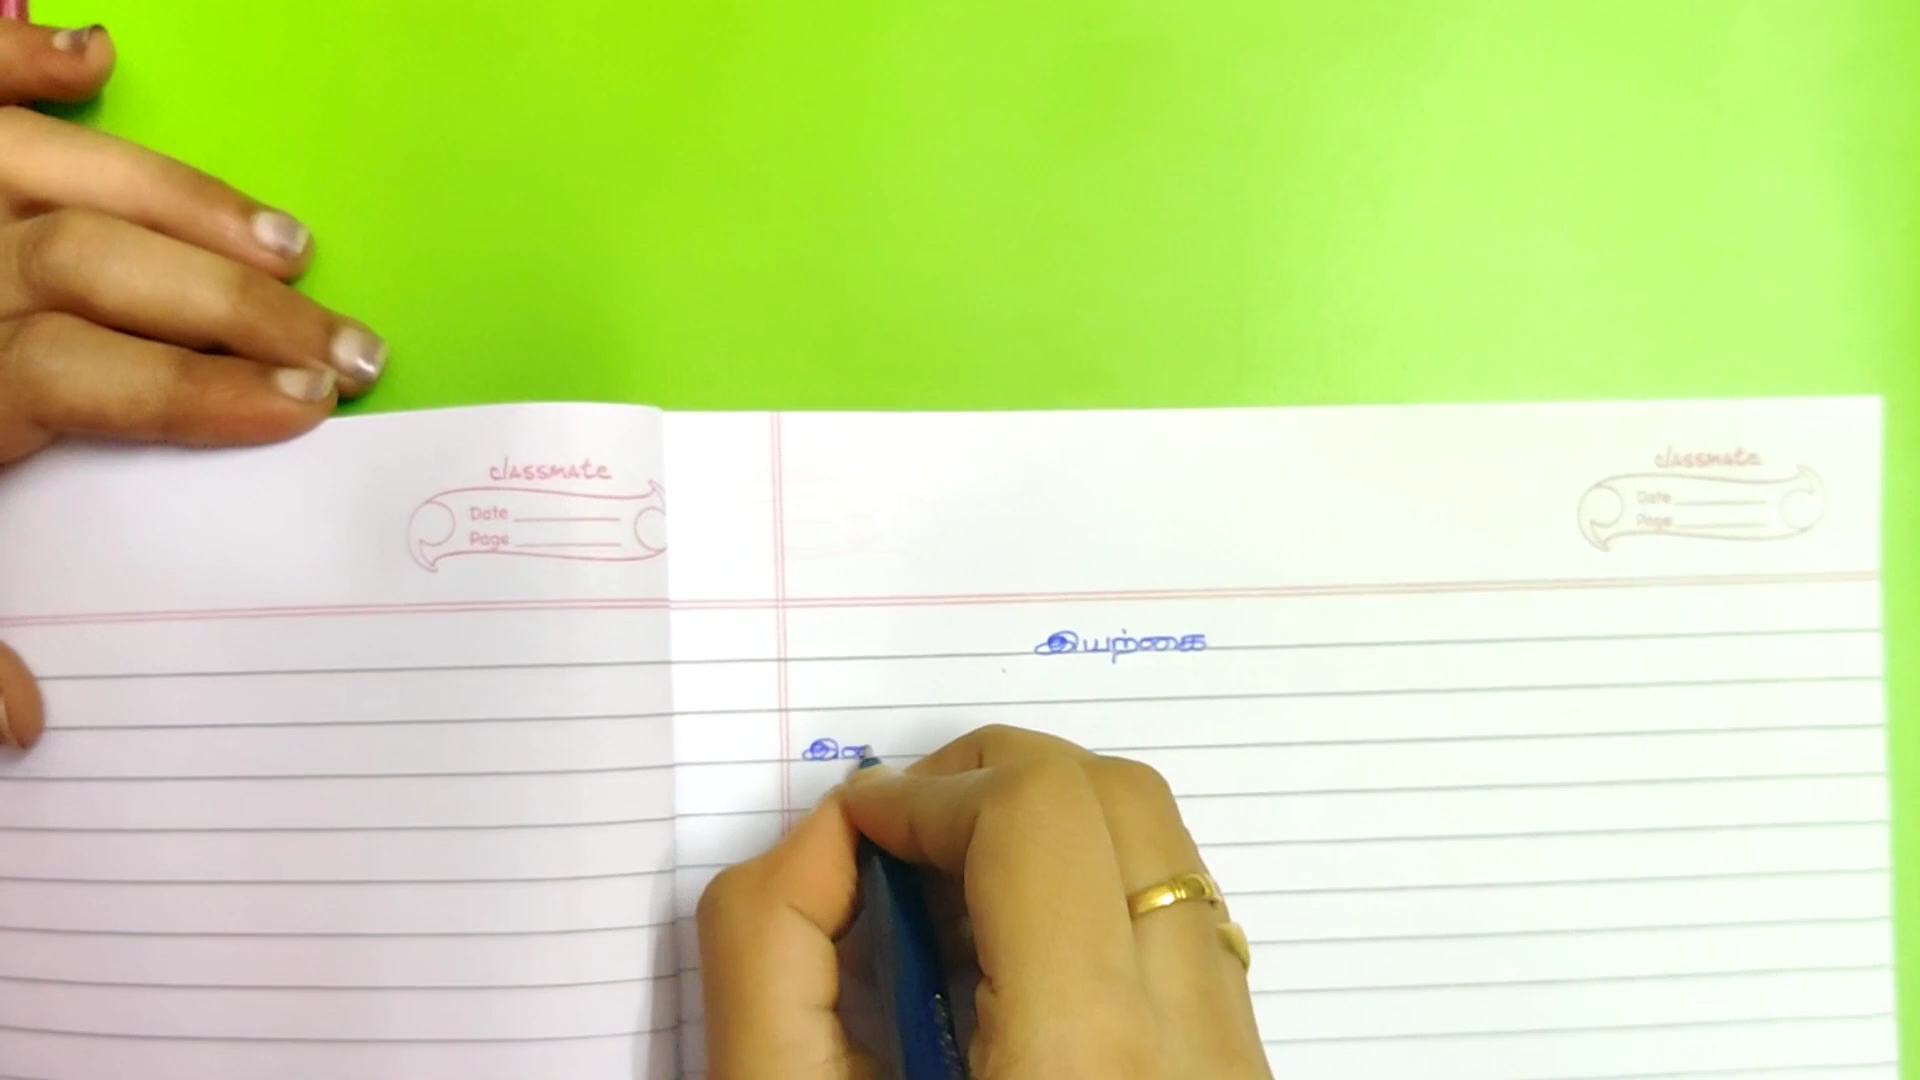 classmate
Date
Page
classmate
Date
Page
இயற்கை